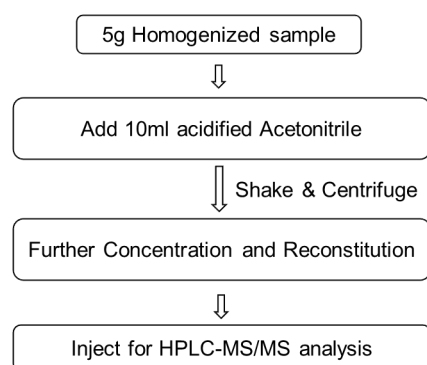 5g Homogenized sample
Add 10ml acidified Acetonitrile
Shake & Centrifuge
Further Concentration and Reconstitution
Inject for HPLC-MS/MS analysis